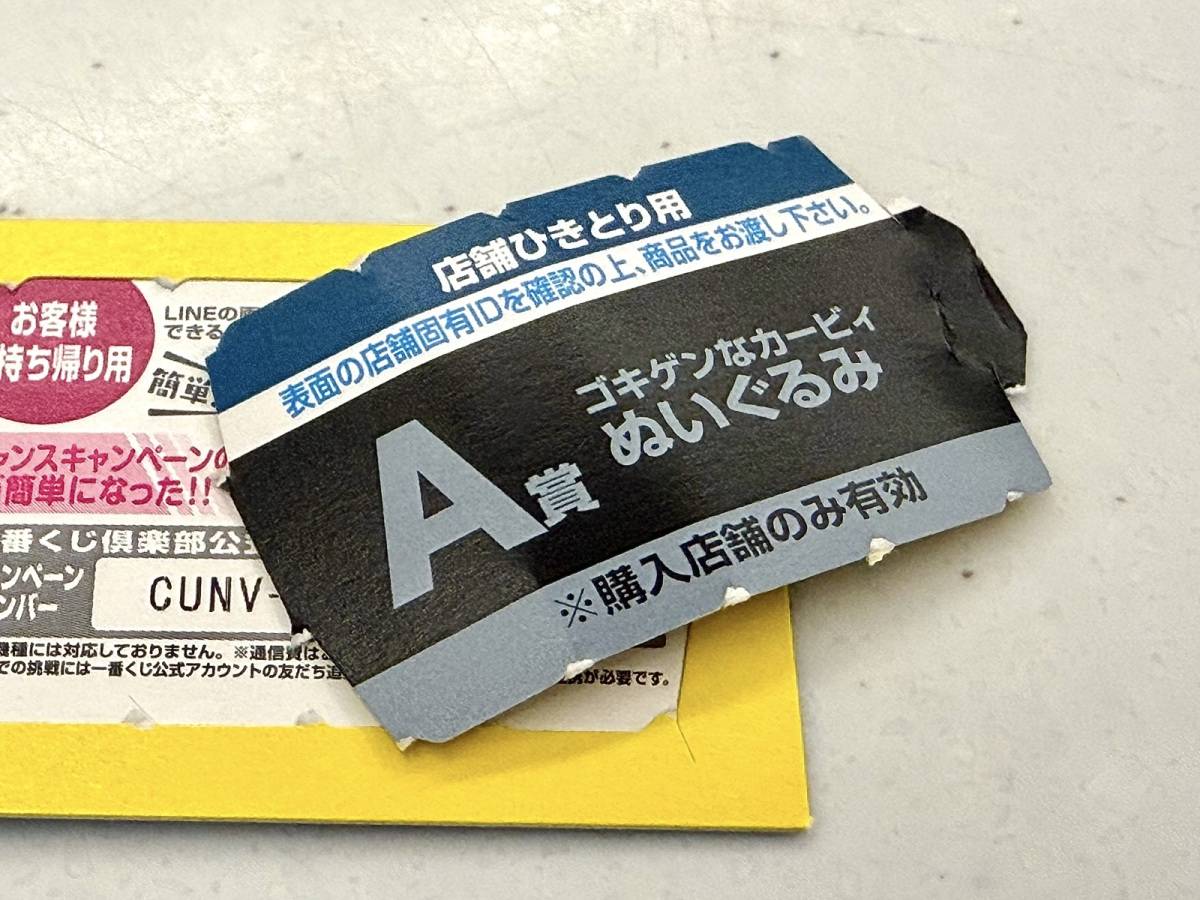 店舗ひきとり用
表面の店舗固有IDを確認の上、商品をお渡し下さい。
A賞
ゴキゲンなカービィ
ぬいぐるみ
※購入店舗のみ有効
お客様
持ち帰り用
LINEの
できる
簡単
ャンスキャンペーンの
簡単になった!!
番くじ倶楽部公式
ンペーン
ンバー
CUNV-
機種には対応しておりません。※通信費は
での挑戦には一番くじ公式アカウントの友だち追
が必要です。